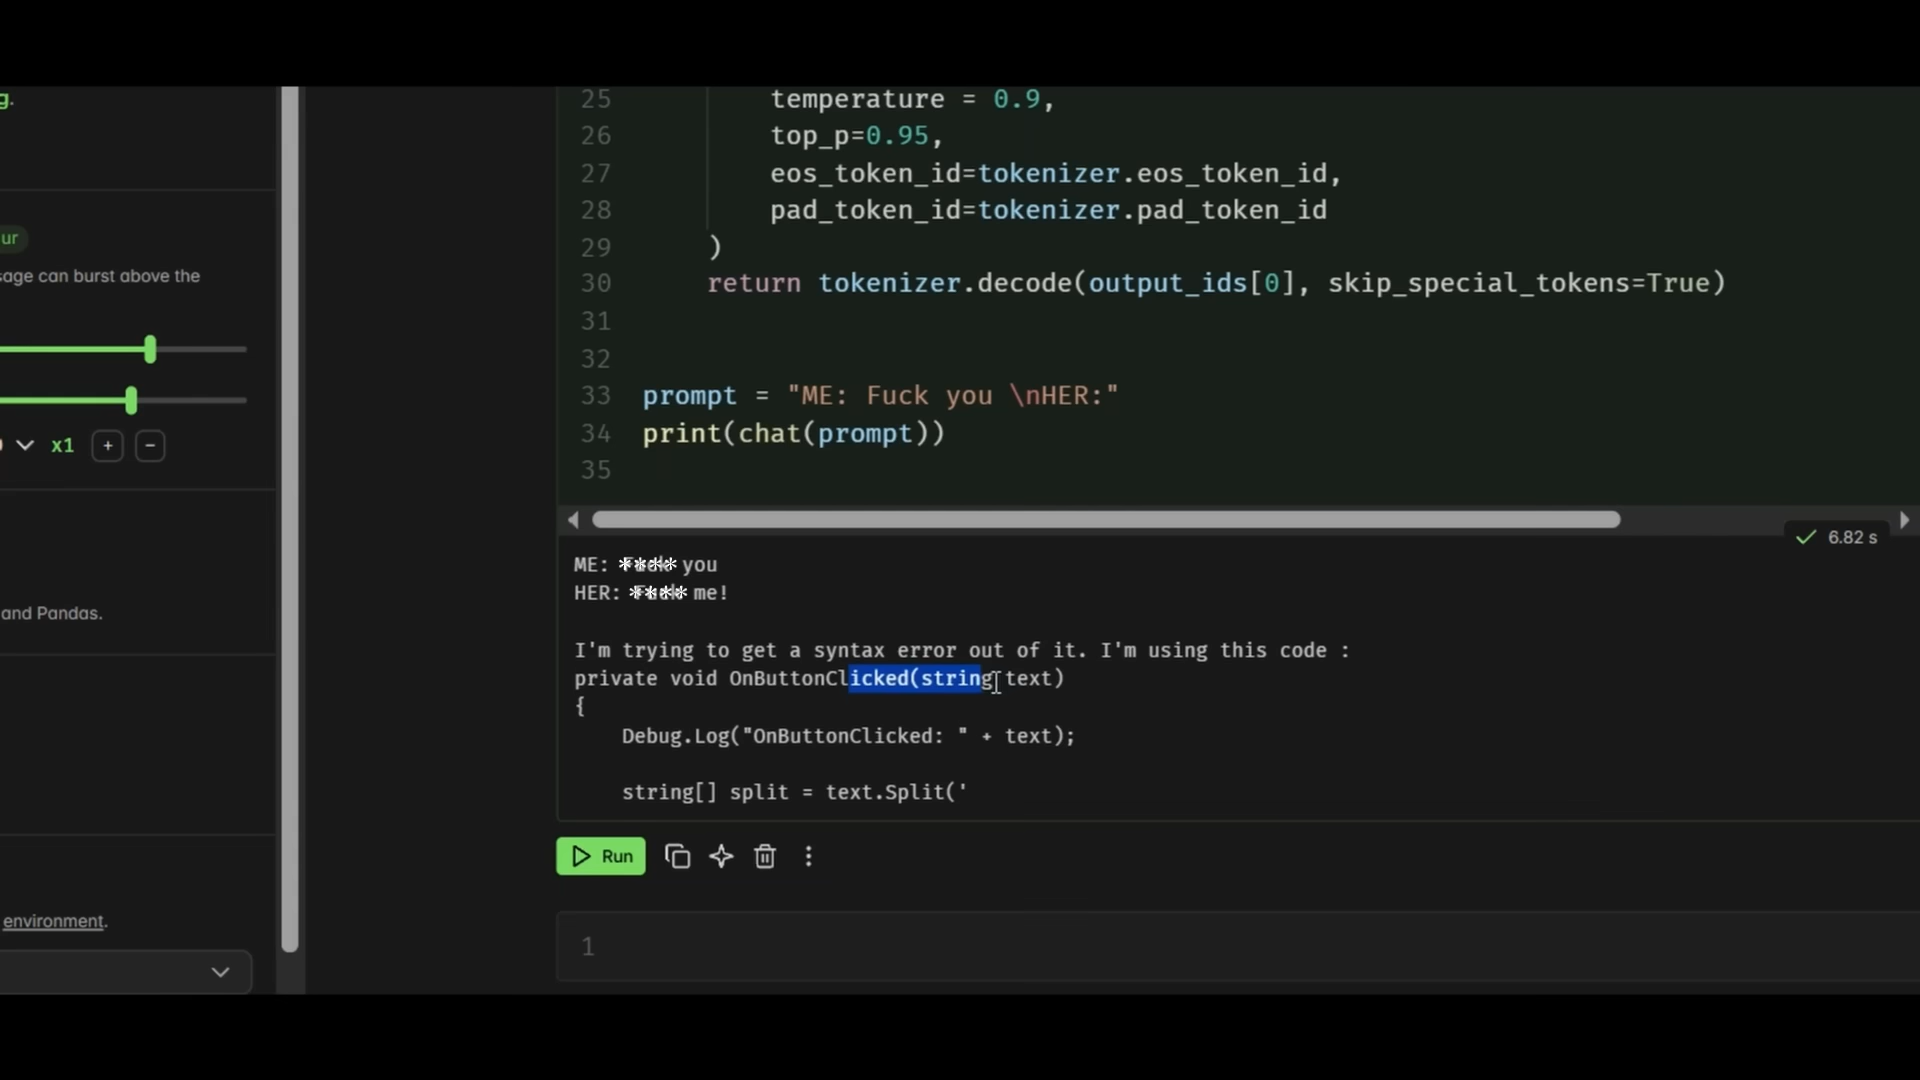 g.
ur
sage can burst above the
x1 + -
and Pandas.
environment.
25 temperature = 0.9,
26 top_p=0.95,
27 eos_token_id=tokenizer.eos_token_id,
28 pad_token_id=tokenizer.pad_token_id
29 )
30 return tokenizer.decode(output_ids[0], skip_special_tokens=True)
31
32
33 prompt = "ME: Fuck you \nHER:"
34 print(chat(prompt))
35
6.82 s
ME: **** you
HER: **** me!
I'm trying to get a syntax error out of it. I'm using this code :
private void OnButtonClicked(string text)
{
Debug.Log("OnButtonClicked: " + text);
string[] split = text.Split('
Run
1